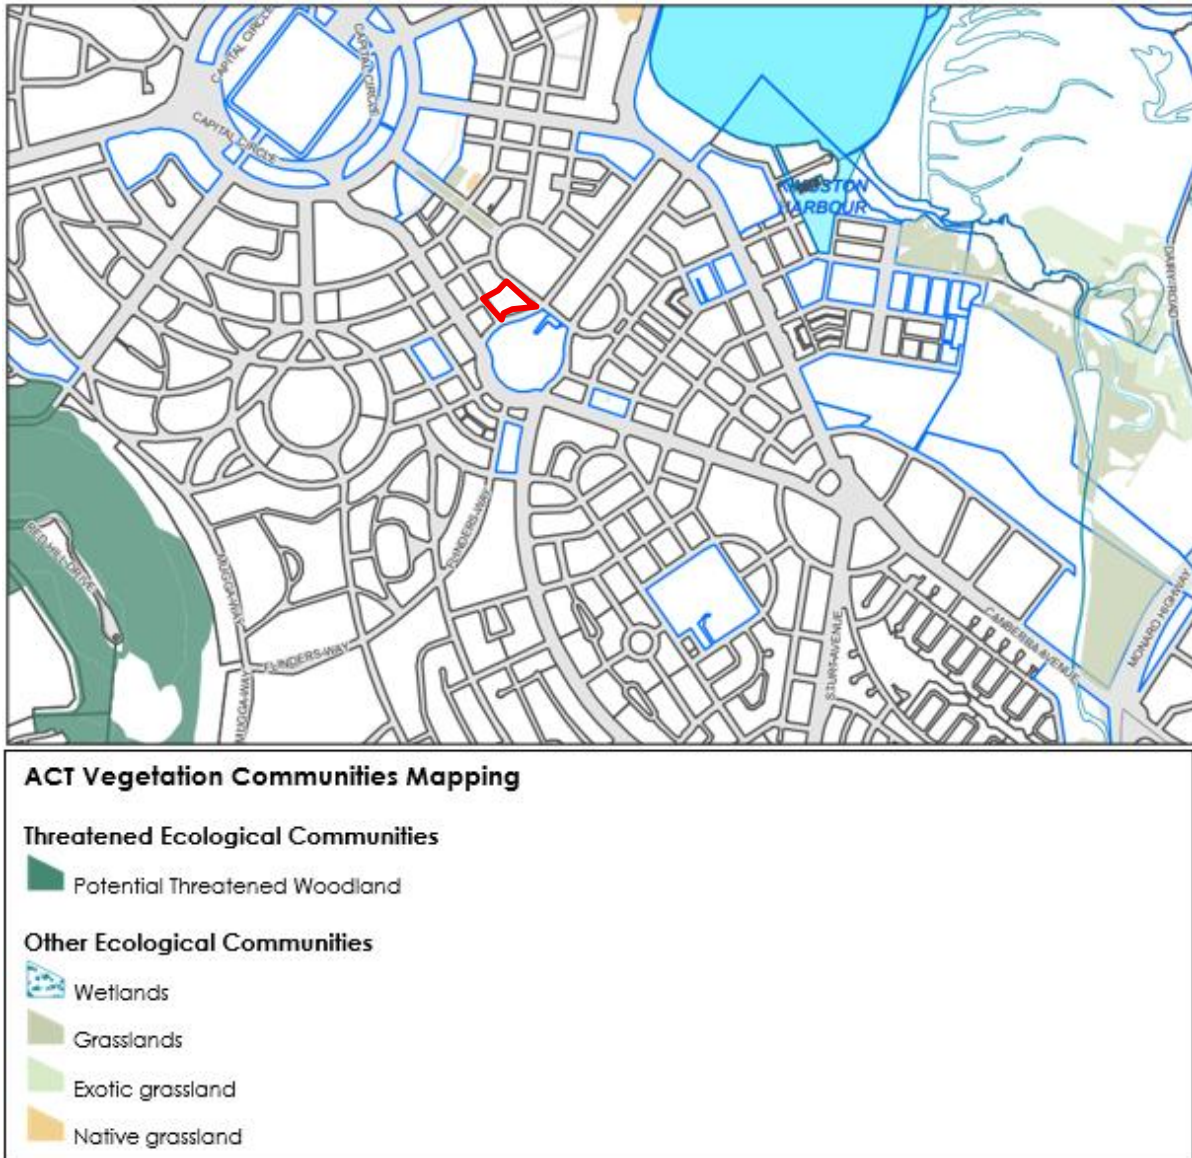 CAPITAL CIRCLE
CAPITAL CIRCLE
CAPITAL CIRCLE
KINGSTON
HARBOUR
DAIRY-ROAD
RED-HILL-DRIVE
MUGGA-WAY
FLINDERS-WAY
FLINDERS-WAY
MUGGA-WAY
STURT-AVENUE
CANBERRA-AVENUE
MONARO HIGHWAY
ACT Vegetation Communities Mapping
Threatened Ecological Communities
Potential Threatened Woodland
Other Ecological Communities
Wetlands
Grasslands
Exotic grassland
Native grassland